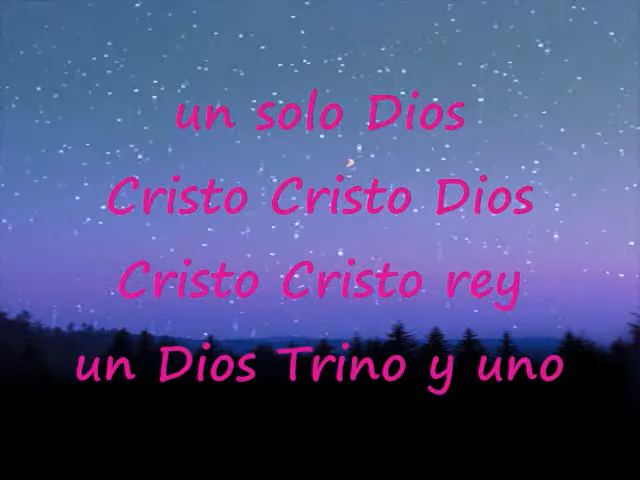 un solo Dios
Cristo Cristo Dios
Cristo Cristo rey
un Dios Trino y uno